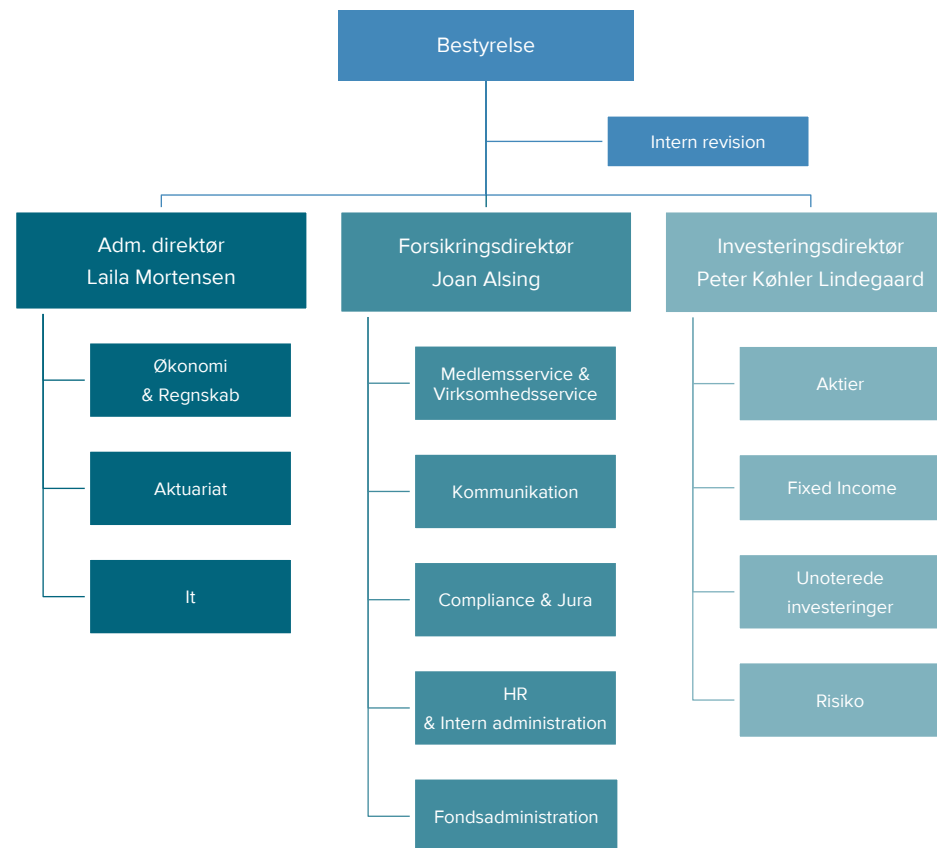 Bestyrelse
Intern revision
Adm. direktør
Laila Mortensen
Økonomi
& Regnskab
Aktuariat
It
Forsikringsdirektør
Joan Alsing
Medlemsservice &
Virksomhedsservice
Kommunikation
Compliance & Jura
HR
& Intern administration
Fondsadministration
Investeringsdirektør
Peter Køhler Lindegaard
Aktier
Fixed Income
Unoterede
investeringer
Risiko